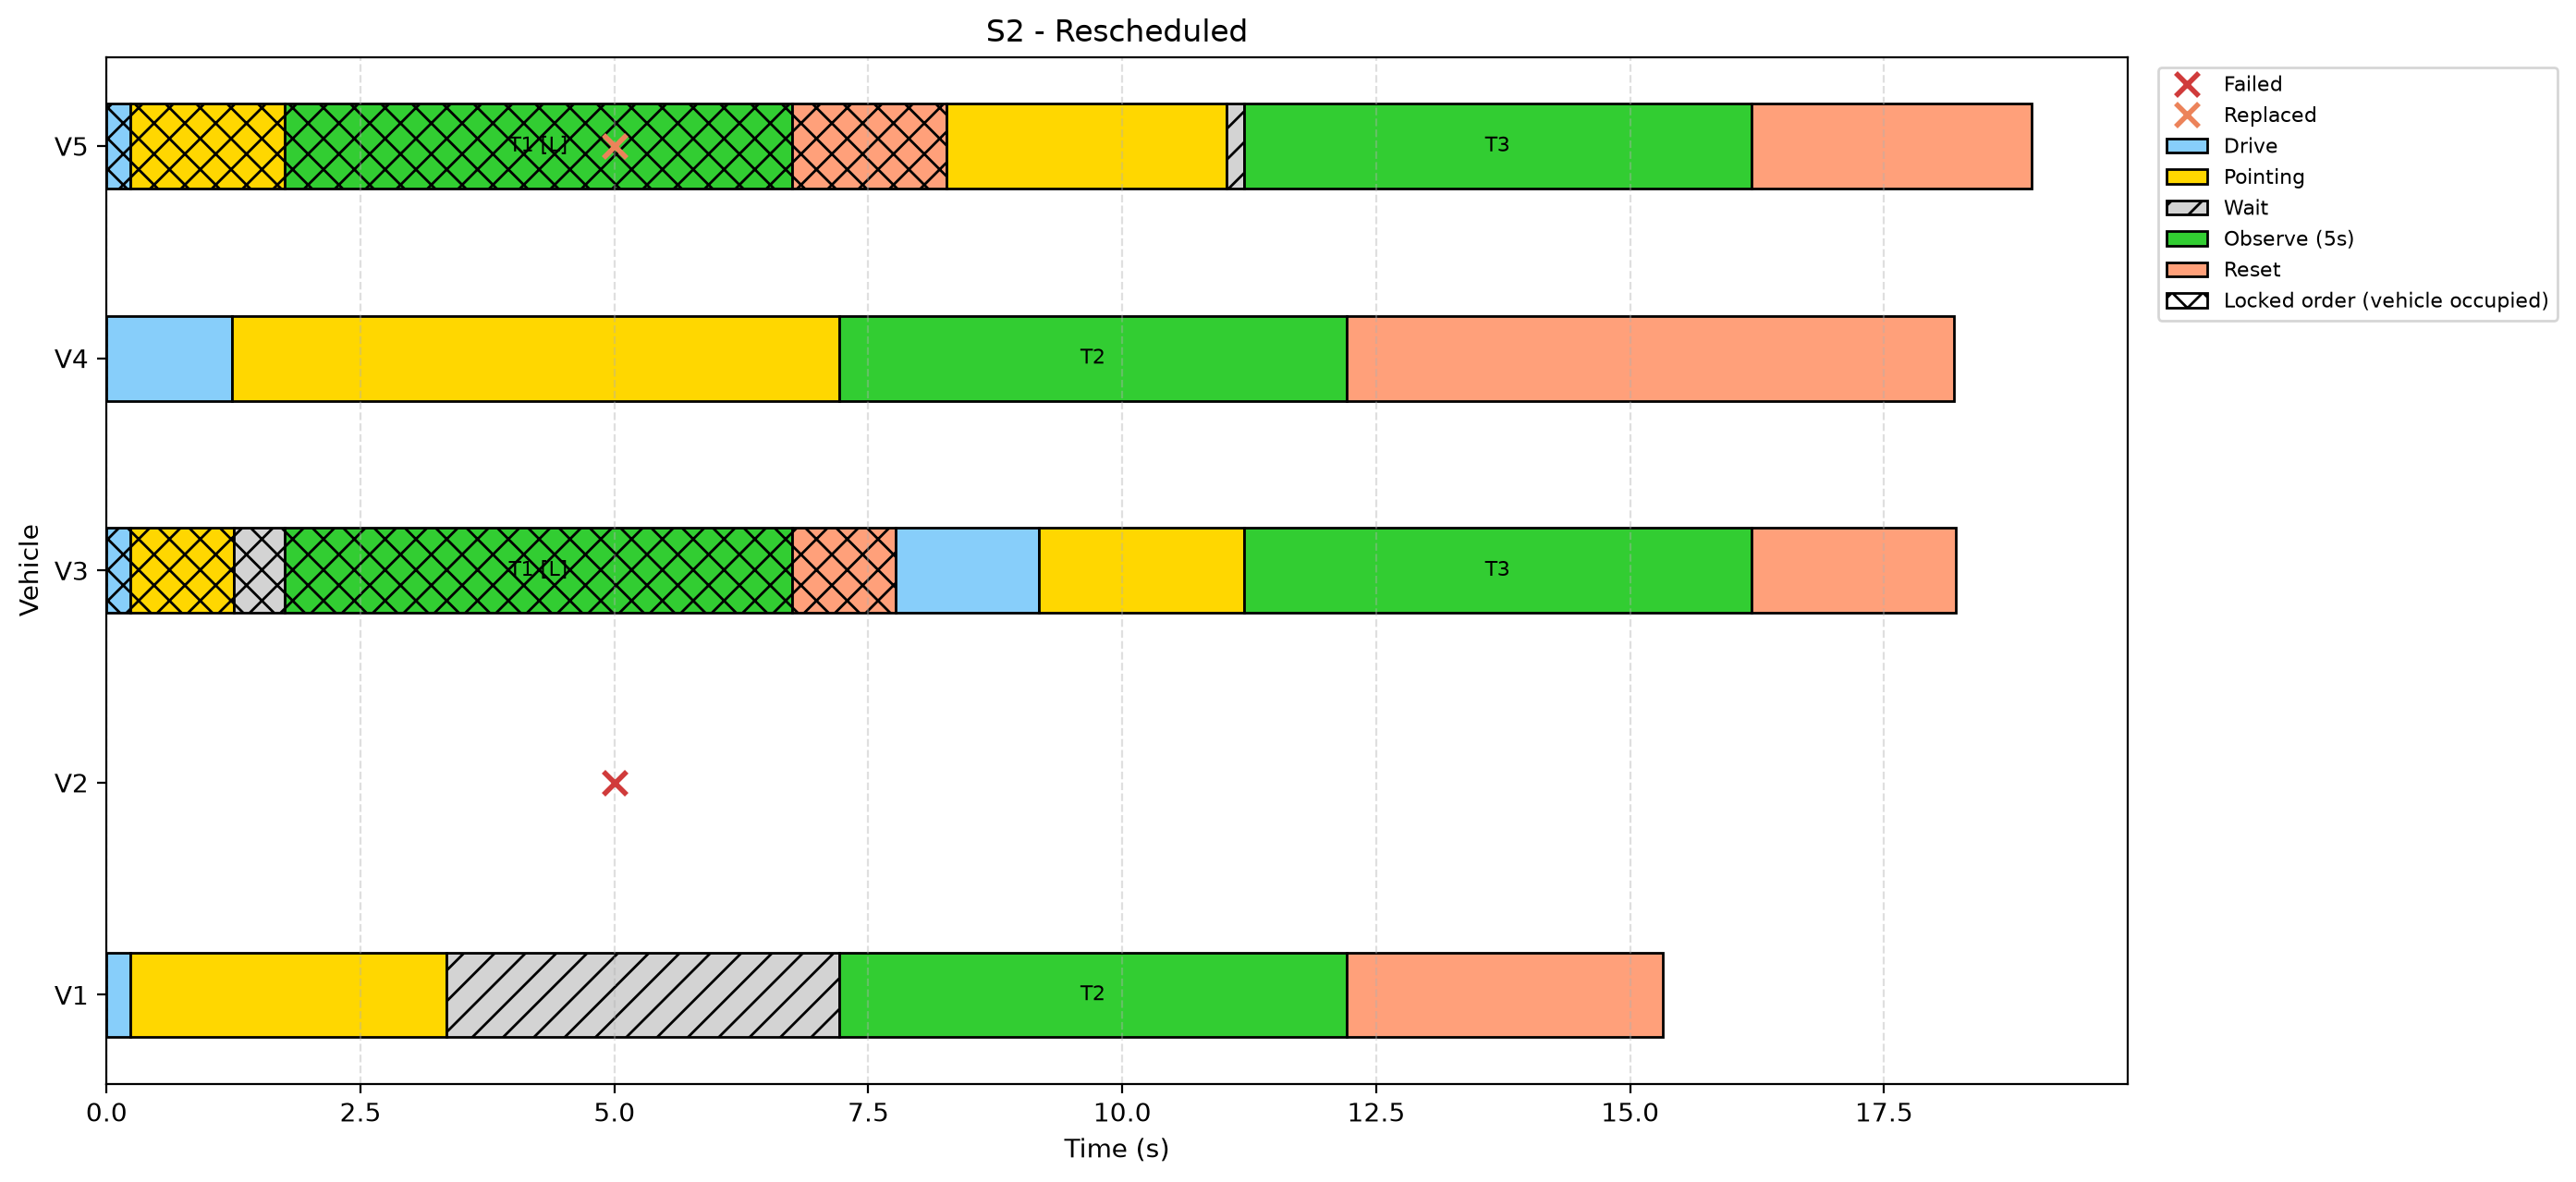 S2 - Rescheduled
Failed
Replaced
Drive
Pointing
Wait
Observe (5s)
Reset
Locked order (vehicle occupied)
Vehicle
V5
T1 [L]
T3
V4
T2
V3
T1 [L]
T3
V2
V1
T2
0.0
2.5
5.0
7.5
10.0
12.5
15.0
17.5
Time (s)